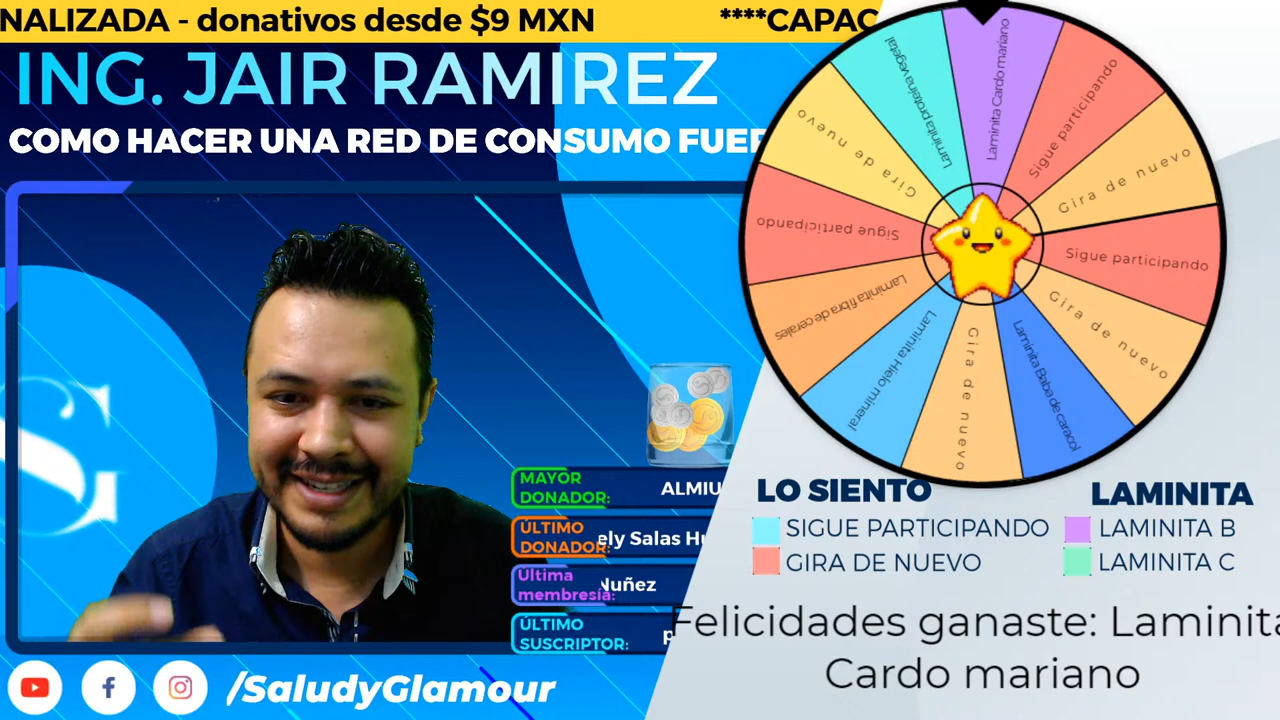 NALIZADA - donativos desde $9 MXN
****CAPAC
ING. JAIR RAMIREZ
COMO HACER UNA RED DE CONSUMO FUER
Laminita Cardo mariano
Sigue participando
Gira de nuevo
Sigue participando
Gira de nuevo
Laminita Baba de caracol
Gira de nuevo
Laminita Hielo mineral
Laminita fibra de cerales
Sigue participando
Gira de nuevo
Laminita proteína vegetal
S
MAYOR DONADOR:
ALMIU
ÚLTIMO DONADOR:
ely Salas Hu
Última membresía:
Nuñez
ÚLTIMO SUSCRIPTOR:
p
LO SIENTO
SIGUE PARTICIPANDO
GIRA DE NUEVO
LAMINITA
LAMINITA B
LAMINITA C
Felicidades ganaste: Laminita
Cardo mariano
/SaludyGlamour